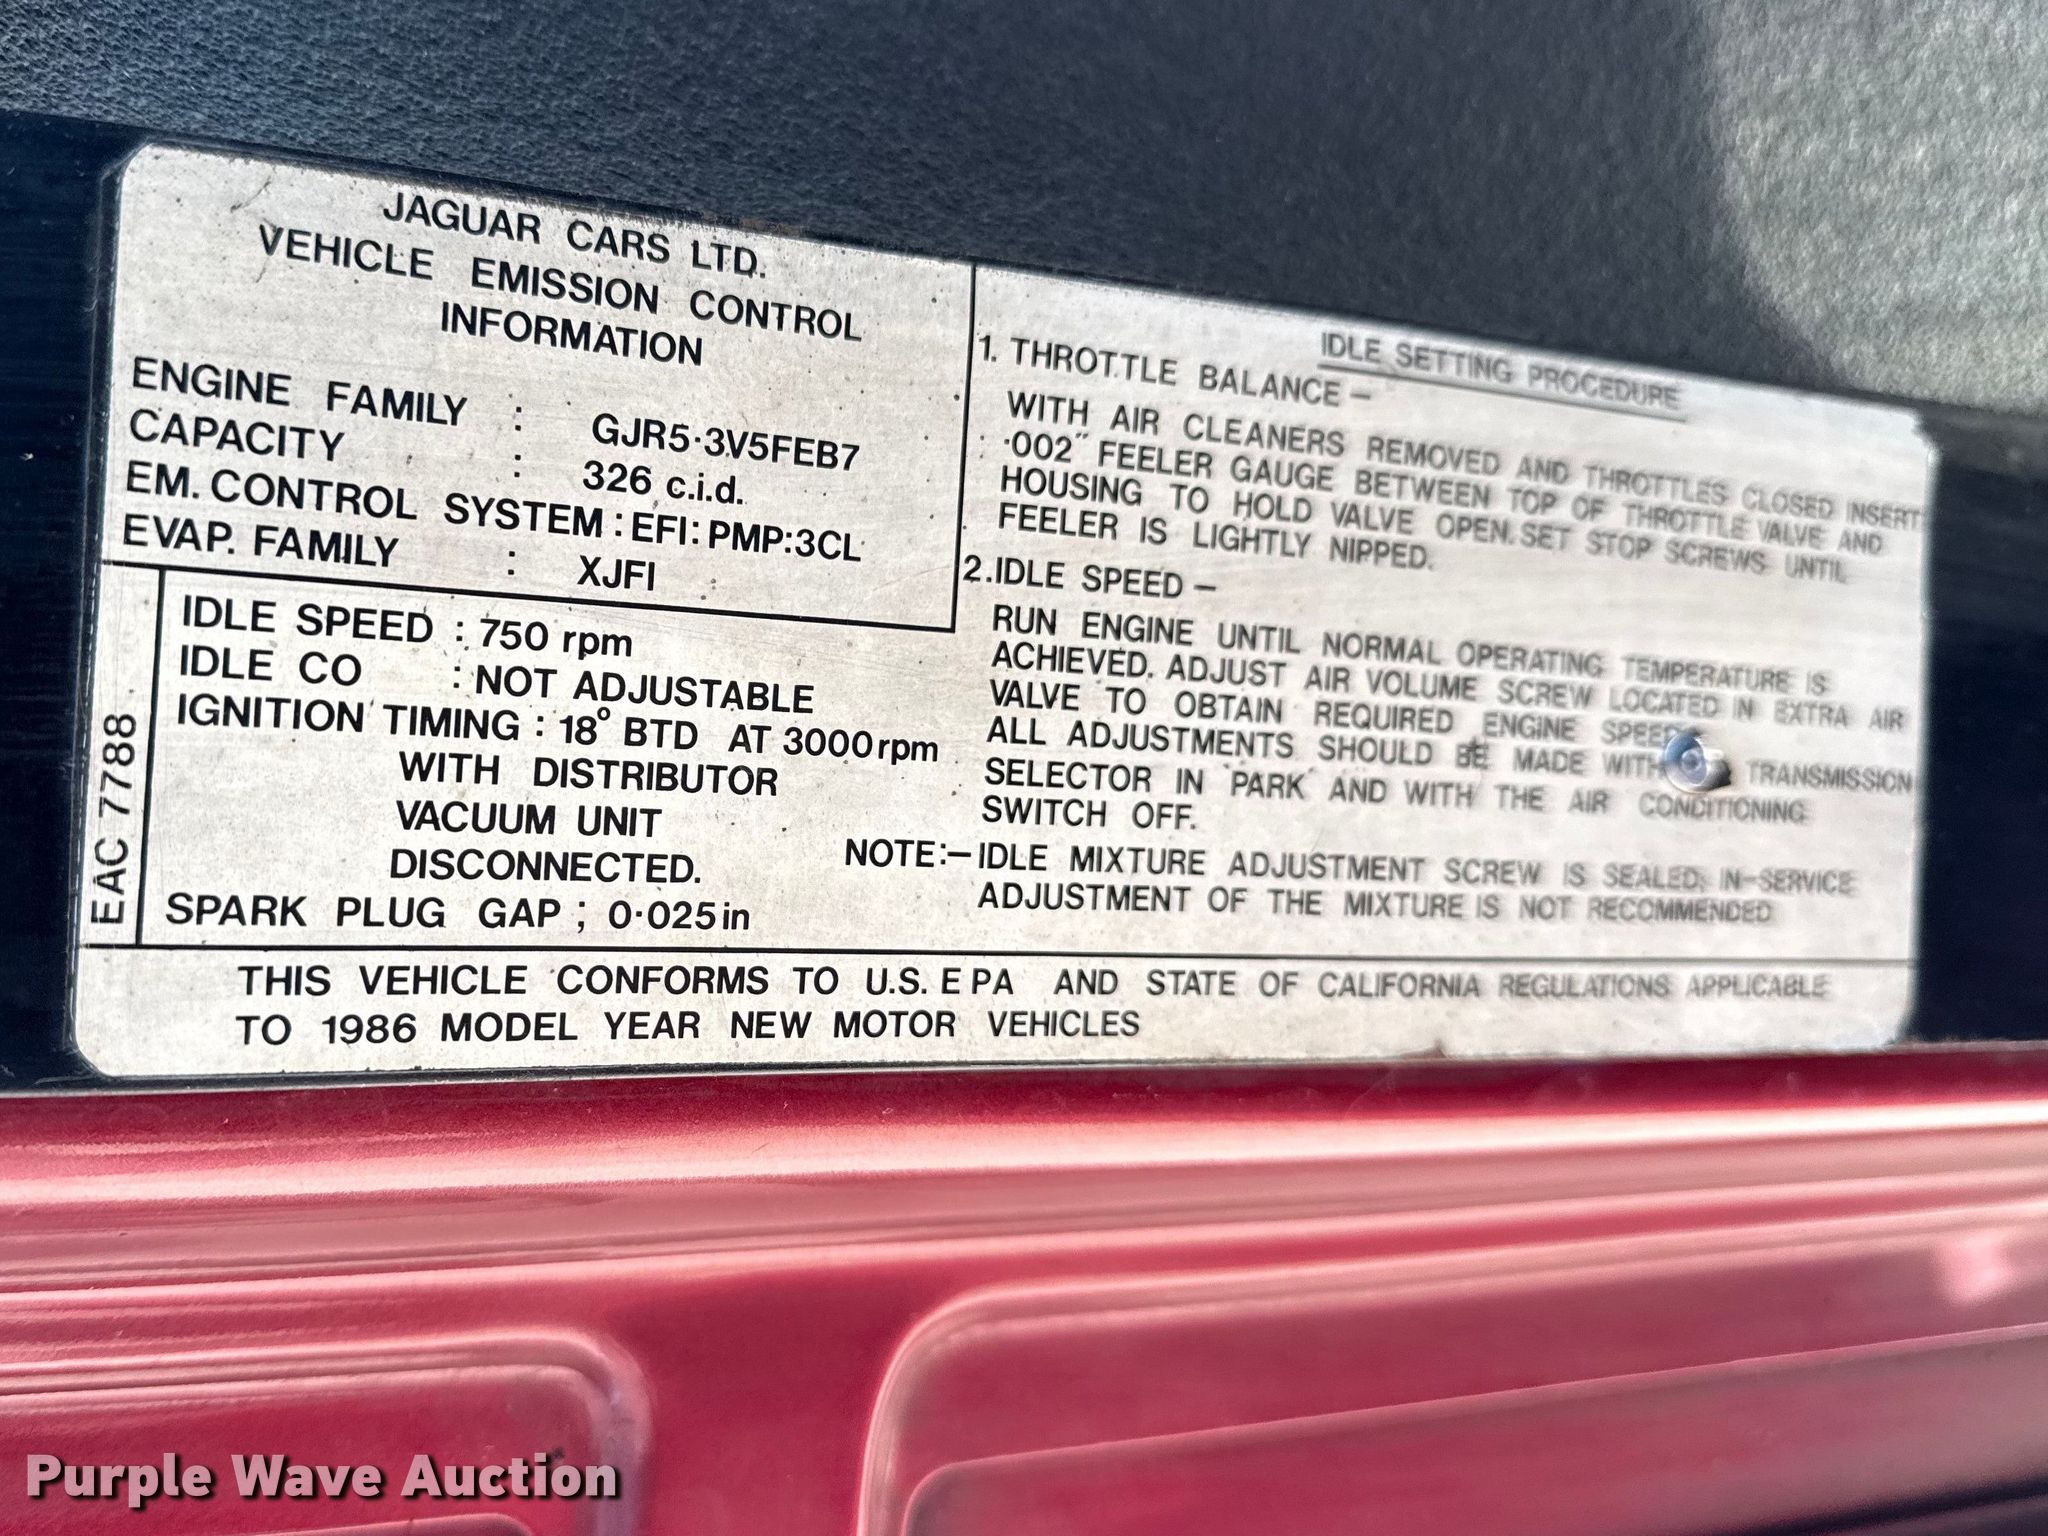 JAGUAR CARS LTD.
VEHICLE EMISSION CONTROL
INFORMATION
ENGINE FAMILY : GJR5·3V5FEB7
CAPACITY : 326 c.i.d.
EM. CONTROL SYSTEM : EFI: PMP:3CL
EVAP. FAMILY : XJFI
EAC 7788
IDLE SPEED : 750 rpm
IDLE CO : NOT ADJUSTABLE
IGNITION TIMING : 18° BTD AT 3000rpm
WITH DISTRIBUTOR
VACUUM UNIT
DISCONNECTED.
SPARK PLUG GAP ; 0·025in
IDLE SETTING PROCEDURE
1. THROTTLE BALANCE –
WITH AIR CLEANERS REMOVED AND THROTTLES CLOSED INSERT
·002" FEELER GAUGE BETWEEN TOP OF THROTTLE VALVE AND
HOUSING TO HOLD VALVE OPEN. SET STOP SCREWS UNTIL
FEELER IS LIGHTLY NIPPED.
2. IDLE SPEED –
RUN ENGINE UNTIL NORMAL OPERATING TEMPERATURE IS
ACHIEVED. ADJUST AIR VOLUME SCREW LOCATED IN EXTRA AIR
VALVE TO OBTAIN REQUIRED ENGINE SPEED
ALL ADJUSTMENTS SHOULD BE MADE WITH TRANSMISSION
SELECTOR IN 'PARK' AND WITH THE AIR CONDITIONING
SWITCH OFF.
NOTE:– IDLE MIXTURE ADJUSTMENT SCREW IS SEALED; IN-SERVICE
ADJUSTMENT OF THE MIXTURE IS NOT RECOMMENDED
THIS VEHICLE CONFORMS TO U.S. E P A AND STATE OF CALIFORNIA REGULATIONS APPLICABLE
TO 1986 MODEL YEAR NEW MOTOR VEHICLES
Purple Wave Auction